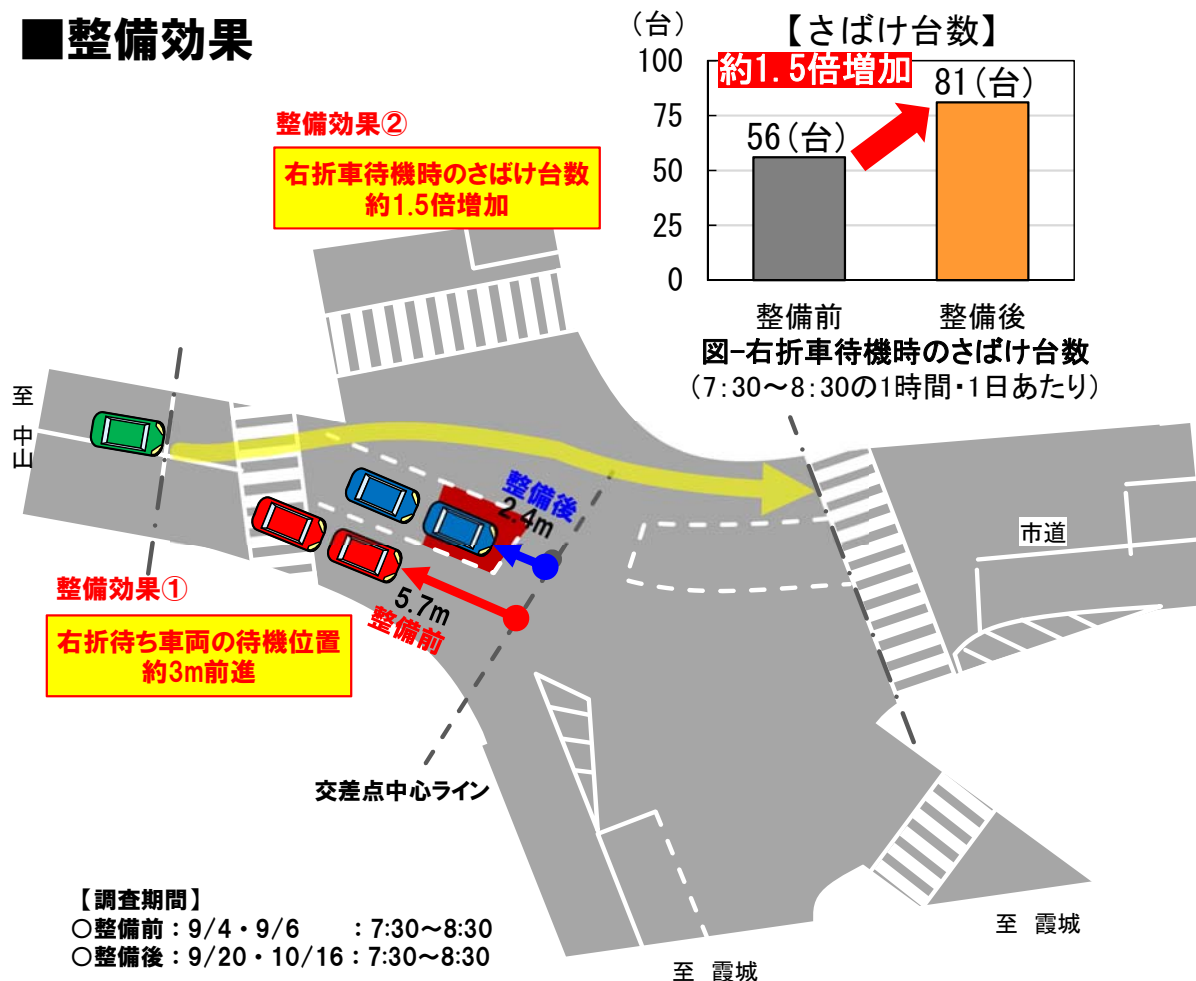 ■整備効果
整備効果②
右折車待機時のさばけ台数
約1.5倍増加
(台)
【さばけ台数】
約1.5倍増加
100
75
50
25
0
56(台)
81(台)
整備前
整備後
図-右折車待機時のさばけ台数
(7:30～8:30の1時間・1日あたり)
至 中山
整備後
2.4m
5.7m
整備前
市道
整備効果①
右折待ち車両の待機位置
約3m前進
交差点中心ライン
【調査期間】
○整備前：9/4・9/6　　：7:30～8:30
○整備後：9/20・10/16：7:30～8:30
至 霞城
至 霞城